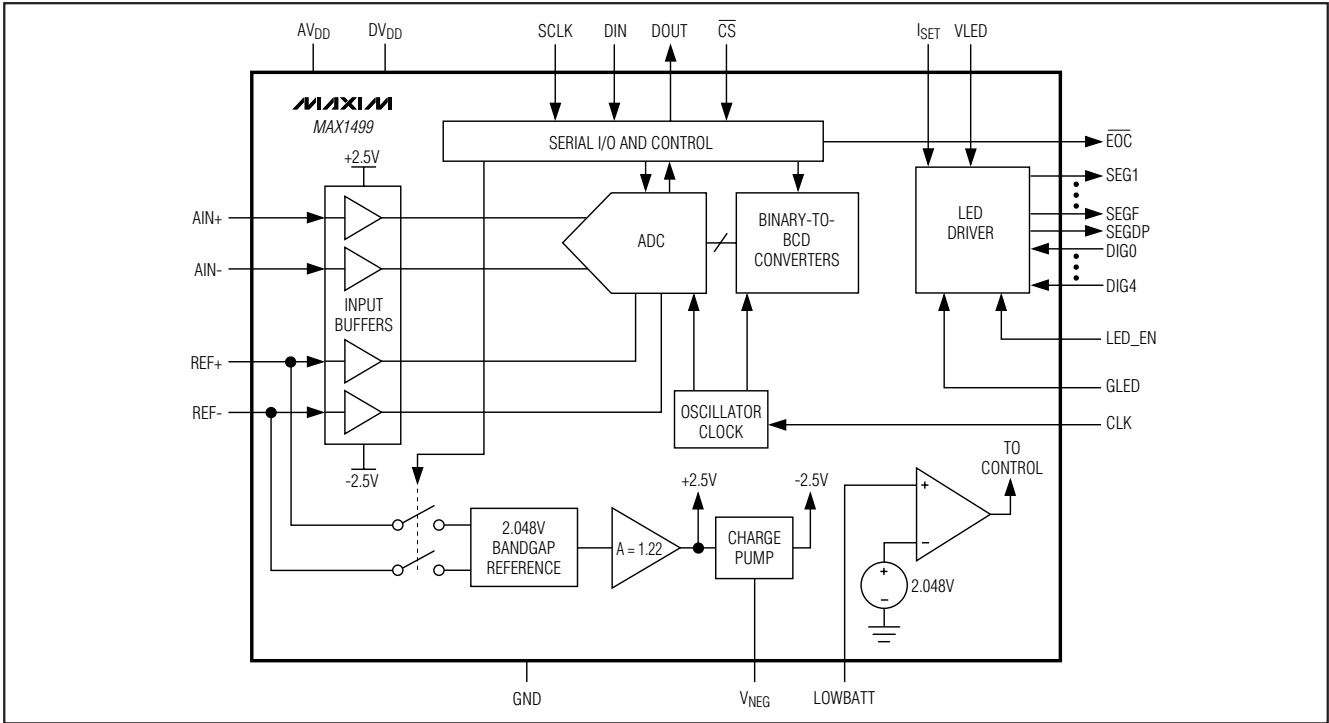 AVDD DVDD SCLK DIN DOUT C̅S̅ ISET VLED
MAXIM
MAX1499
+2.5V
SERIAL I/O AND CONTROL
E̅O̅C̅
SEG1
SEGF
SEGDP
DIG0
DIG4
LED_EN
GLED
CLK
LED
DRIVER
AIN+
AIN-
REF+
REF-
INPUT
BUFFERS
-2.5V
ADC
BINARY-TO-
BCD
CONVERTERS
OSCILLATOR
CLOCK
2.048V
BANDGAP
REFERENCE
A = 1.22
+2.5V
CHARGE
PUMP
-2.5V
TO
CONTROL
+
−
+
−
2.048V
GND VNEG LOWBATT